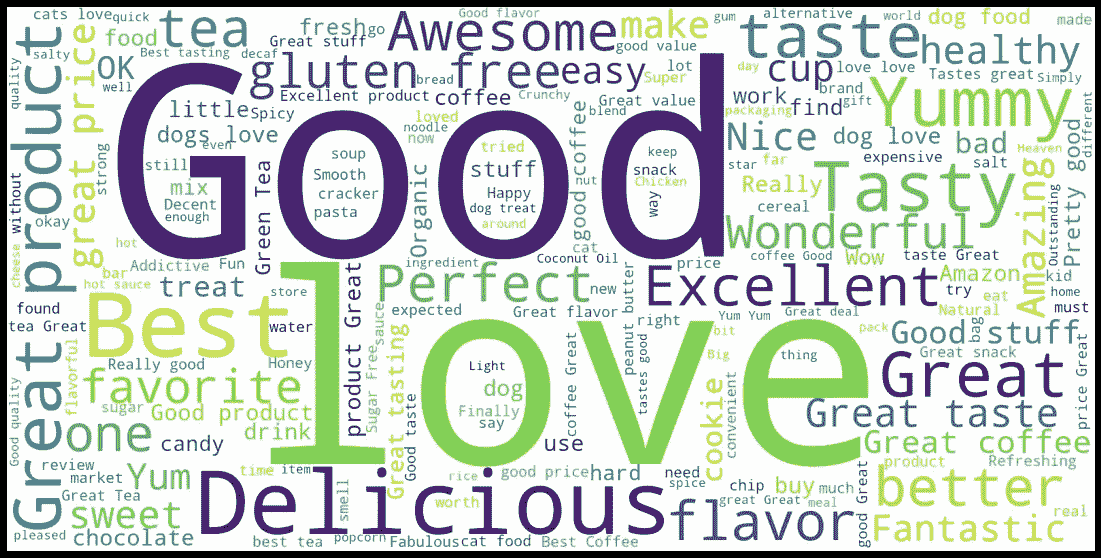 cats love
quick
tea
Good flavor
gum
alternative
world
dog food
made
salty
food
Best tasting
decaf
fresh
go
Great stuff
Awesome
make
good value
taste
healthy
quality
OK
well
gluten free
bread
easy
Super
lot
cup
love love
Tastes great
Simply
great price
Great product
Excellent product
coffee
Crunchy
Great value
day
packaging
work
brand
gift
find
Yummy
different
little
Spicy
loved
blend
dogs love
even
noodle
now
tried
good coffee
Nice
dog love
bad
strong
without
still
soup
stuff
keep
snack
star
far
expensive
salt
Heaven
Good
mix
Smooth
cracker
Happy
nut
Chicken
Really
cereal
Tasty
Decent
enough
pasta
Organic
dog treat
around
way
okay
hot
Green Tea
cat
Wonderful
Amazing
Outstanding
Pretty good
cheese
Addictive
Fun
ingredient
Coconut Oil
price
coffee Good
Wow
taste Great
bar
hot sauce
treat
Perfect
new
peanut butter
Excellent
Amazon
kid
try
eat
home
found
store
product Great
sauce
expected
Great flavor
Yum Yum
Great deal
Natural
bag
must
tea Great
Best
water
right
bit
pack
Good stuff
flavorful
Really good
Honey
Sugar Free
Great tasting
love
Light
thing
Big
Great snack
price Great
Good quality
favorite
dog
coffee Great
tastes good
Great
sugar
Good product
Good taste
Finally
say
convenient
cookie
Great taste
one
candy
drink
use
Great coffee
review
market
Yum
time
item
rice
good price
hard
need
spice
product
Refreshing
Great Tea
Delicious
worth
chip
buy
much
good Great
better
sweet
smell
great Great
meal
real
flavor
pleased
chocolate
best tea
popcorn
Fabulous
cat food
Best Coffee
Fantastic